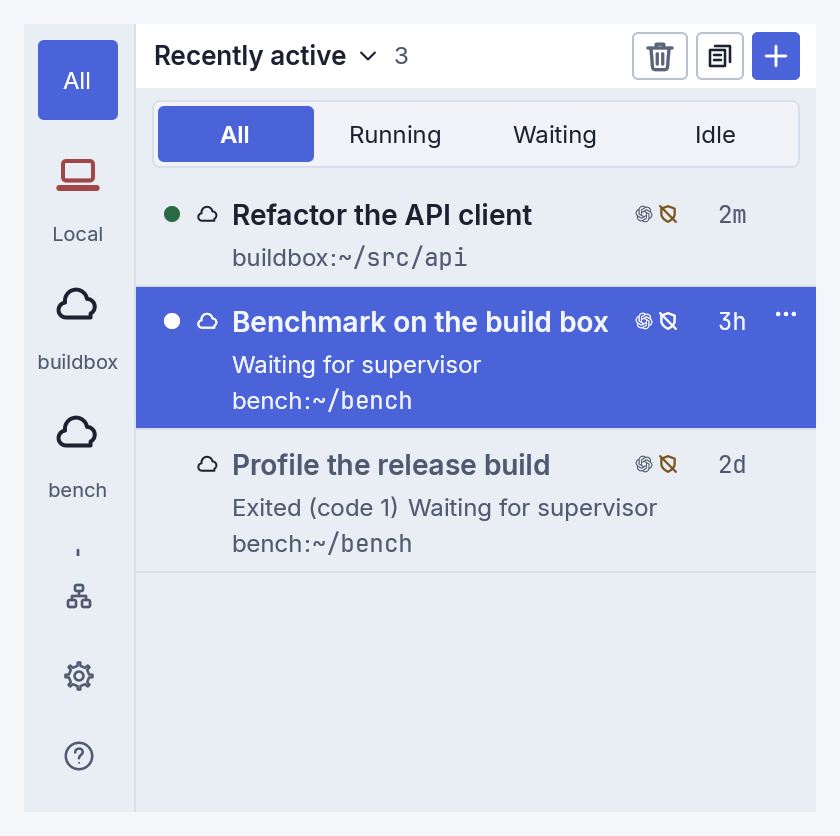 All
Local
buildbox
bench
Recently active 3
All Running Waiting Idle
Refactor the API client 2m
buildbox:~/src/api
Benchmark on the build box 3h
Waiting for supervisor
bench:~/bench
Profile the release build 2d
Exited (code 1) Waiting for supervisor
bench:~/bench